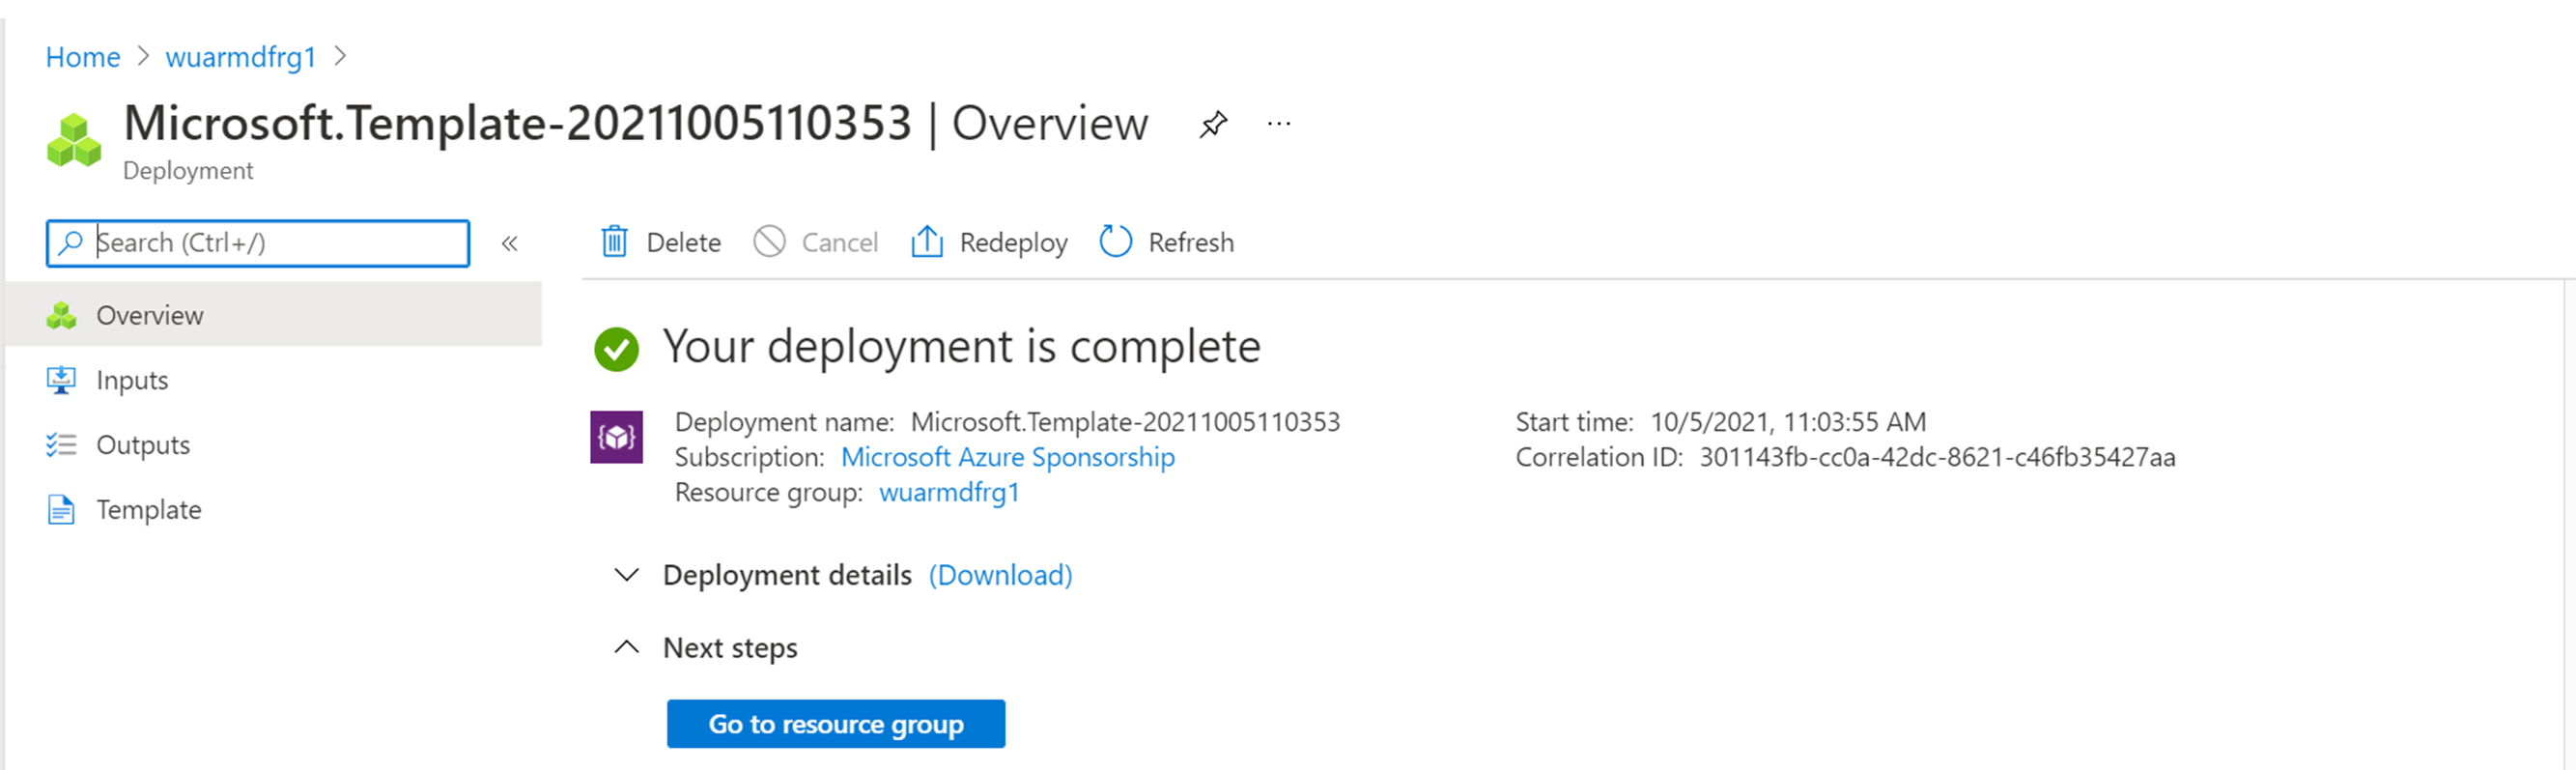 Home > wuarmdfrg1 >
Microsoft.Template-20211005110353 | Overview ...
Deployment
Search (Ctrl+/) «
Delete Cancel Redeploy Refresh
Overview
Inputs
Outputs
Template
Your deployment is complete
Deployment name: Microsoft.Template-20211005110353
Subscription: Microsoft Azure Sponsorship
Resource group: wuarmdfrg1
Start time: 10/5/2021, 11:03:55 AM
Correlation ID: 301143fb-cc0a-42dc-8621-c46fb35427aa
Deployment details (Download)
Next steps
Go to resource group